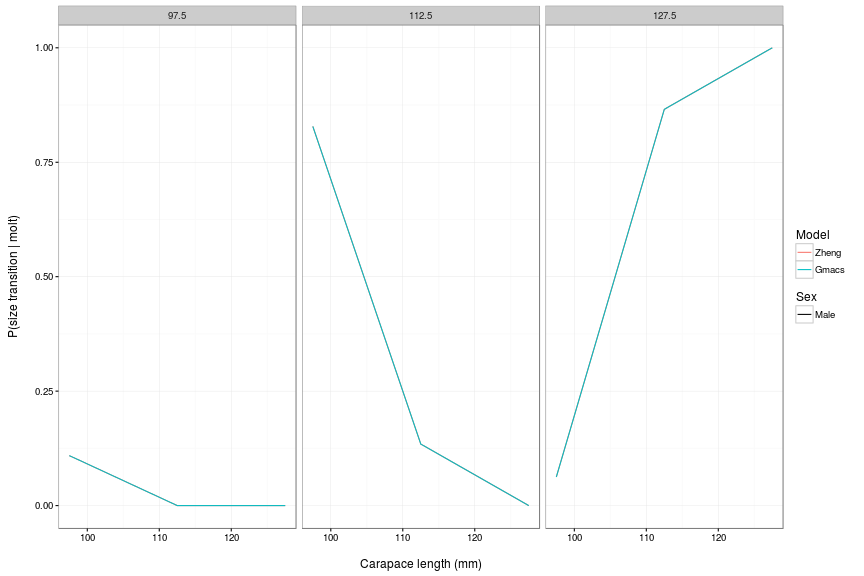 97.5 112.5 127.5
1.00
0.75
0.50
0.25
0.00
P(size transition | molt)
100 110 120 100 110 120 100 110 120
Carapace length (mm)
Model
Zheng
Gmacs
Sex
Male